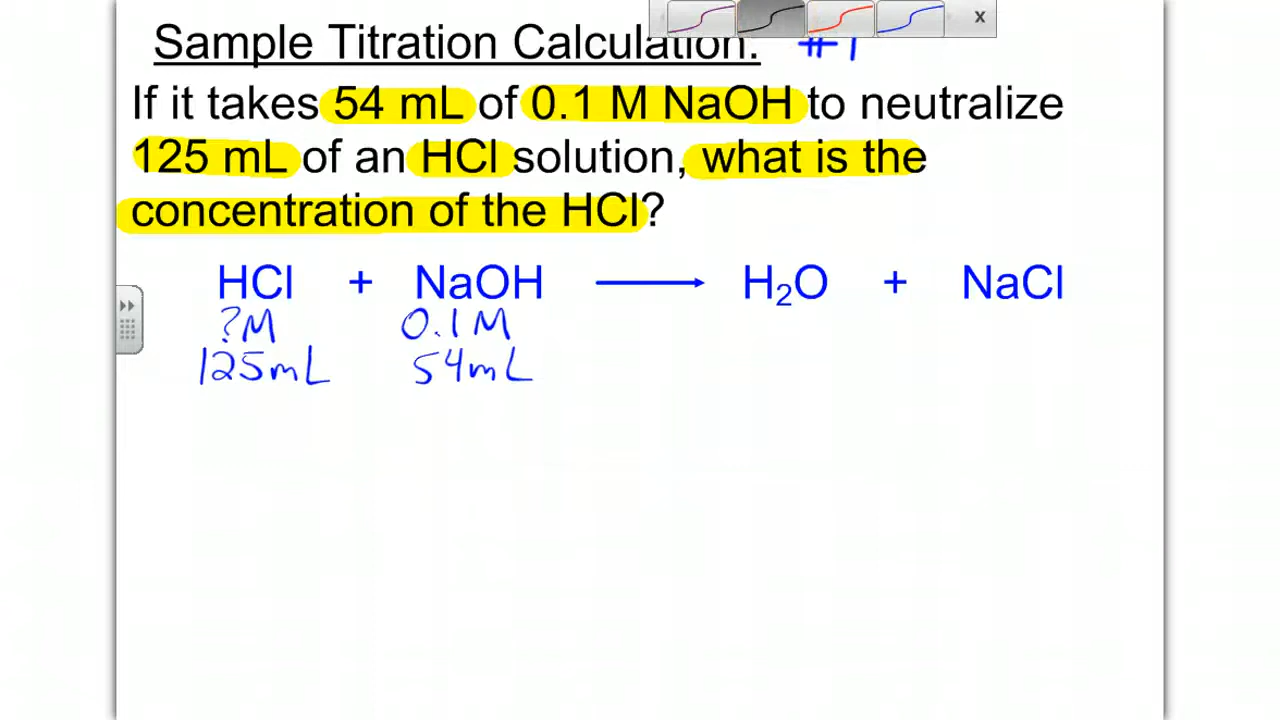 Sample Titration Calculation: #1
If it takes 54 mL of 0.1 M NaOH to neutralize
125 mL of an HCl solution, what is the
concentration of the HCl?
HCl + NaOH ⟶ H₂O + NaCl
?M 0.1M
125mL 54mL
x